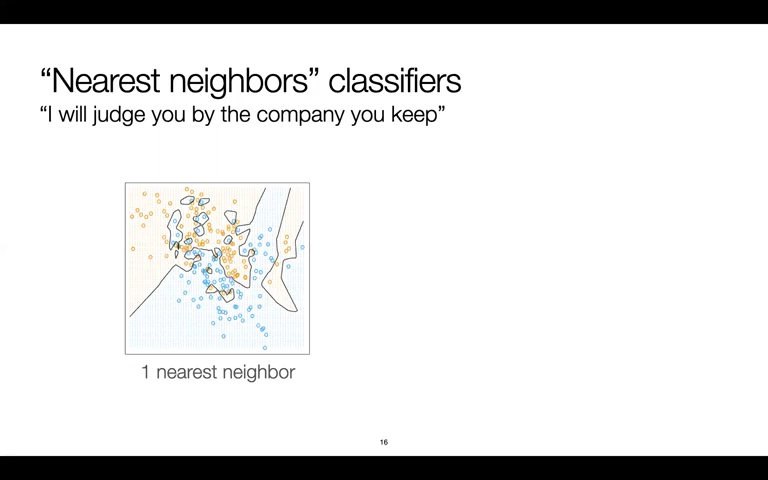 “Nearest neighbors” classifiers
“I will judge you by the company you keep”
1 nearest neighbor
16